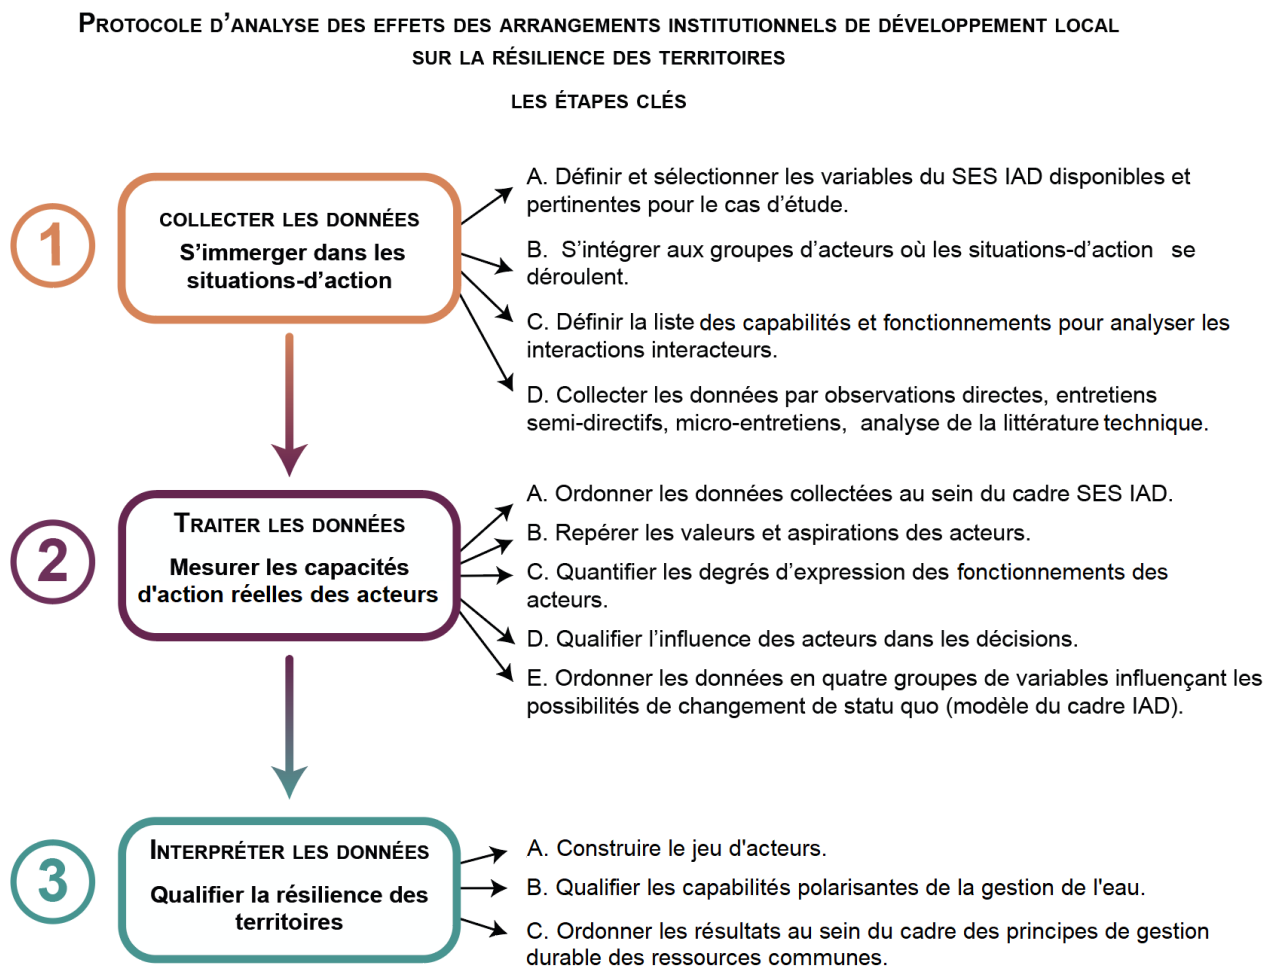 PROTOCOLE D'ANALYSE DES EFFETS DES ARRANGEMENTS INSTITUTIONNELS DE DÉVELOPPEMENT LOCAL
SUR LA RÉSILIENCE DES TERRITOIRES
LES ÉTAPES CLÉS
1
COLLECTER LES DONNÉES
S'immerger dans les
situations-d'action
A. Définir et sélectionner les variables du SES IAD disponibles et
pertinentes pour le cas d'étude.
B. S'intégrer aux groupes d'acteurs où les situations-d'action se
déroulent.
C. Définir la liste des capabilités et fonctionnements pour analyser les
interactions interacteurs.
D. Collecter les données par observations directes, entretiens
semi-directifs, micro-entretiens, analyse de la littérature technique.
2
TRAITER LES DONNÉES
Mesurer les capacités
d'action réelles des acteurs
A. Ordonner les données collectées au sein du cadre SES IAD.
B. Repérer les valeurs et aspirations des acteurs.
C. Quantifier les degrés d'expression des fonctionnements des
acteurs.
D. Qualifier l'influence des acteurs dans les décisions.
E. Ordonner les données en quatre groupes de variables influençant les
possibilités de changement de statu quo (modèle du cadre IAD).
3
INTERPRÉTER LES DONNÉES
Qualifier la résilience des
territoires
A. Construire le jeu d'acteurs.
B. Qualifier les capabilités polarisantes de la gestion de l'eau.
C. Ordonner les résultats au sein du cadre des principes de gestion
durable des ressources communes.